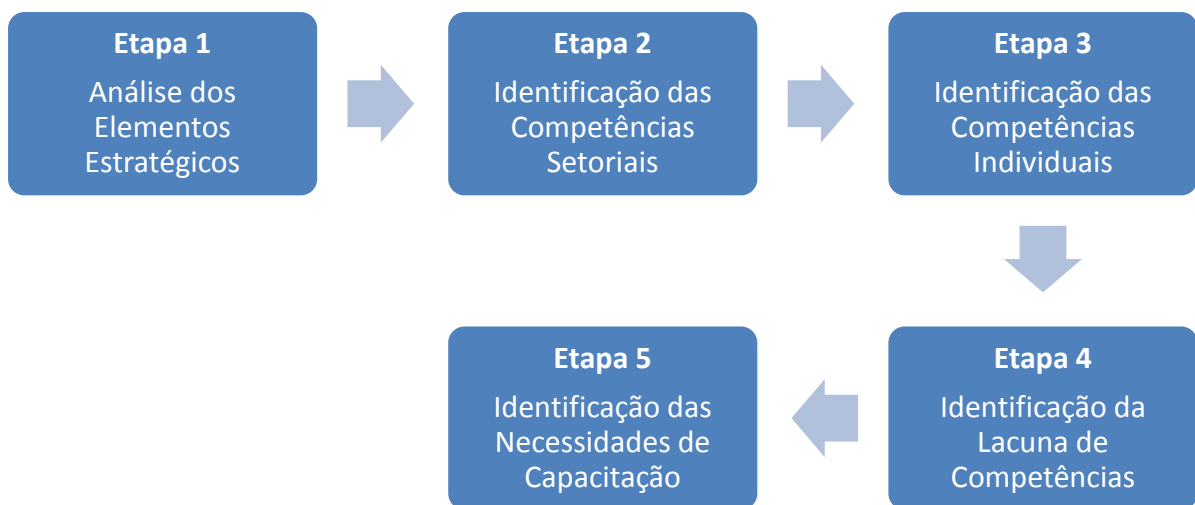 Etapa 1
Análise dos
Elementos
Estratégicos
Etapa 2
Identificação das
Competências
Setoriais
Etapa 3
Identificação das
Competências
Individuais
Etapa 4
Identificação da
Lacuna de
Competências
Etapa 5
Identificação das
Necessidades de
Capacitação